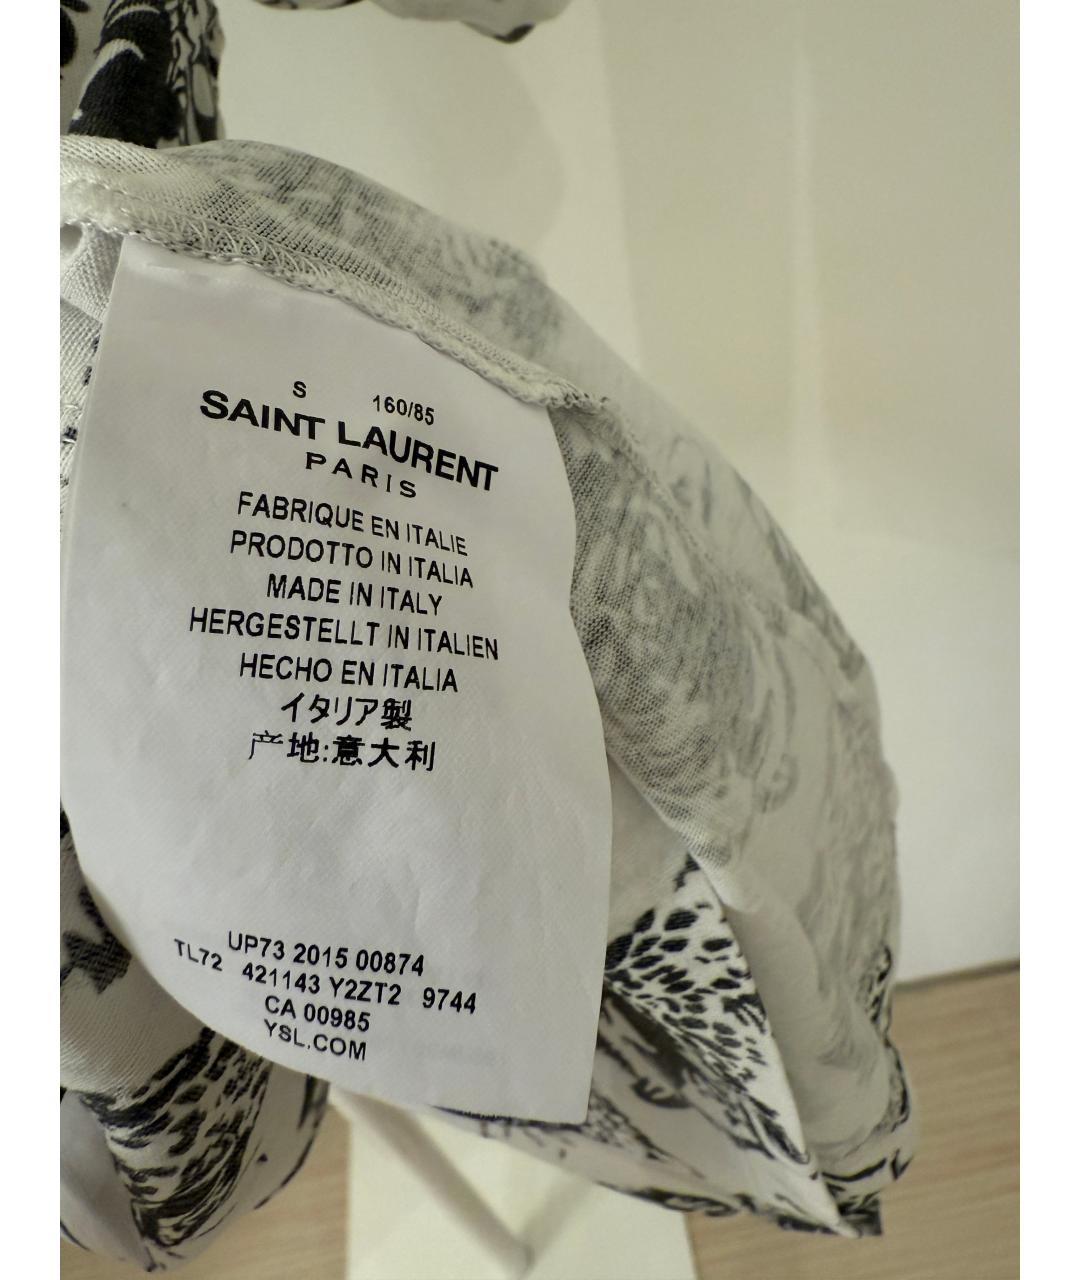 S 160/85
SAINT LAURENT
PARIS
FABRIQUE EN ITALIE
PRODOTTO IN ITALIA
MADE IN ITALY
HERGESTELLT IN ITALIEN
HECHO EN ITALIA
イタリア製
产地:意大利
UP73 2015 00874
TL72 421143 Y2ZT2 9744
CA 00985
YSL.COM